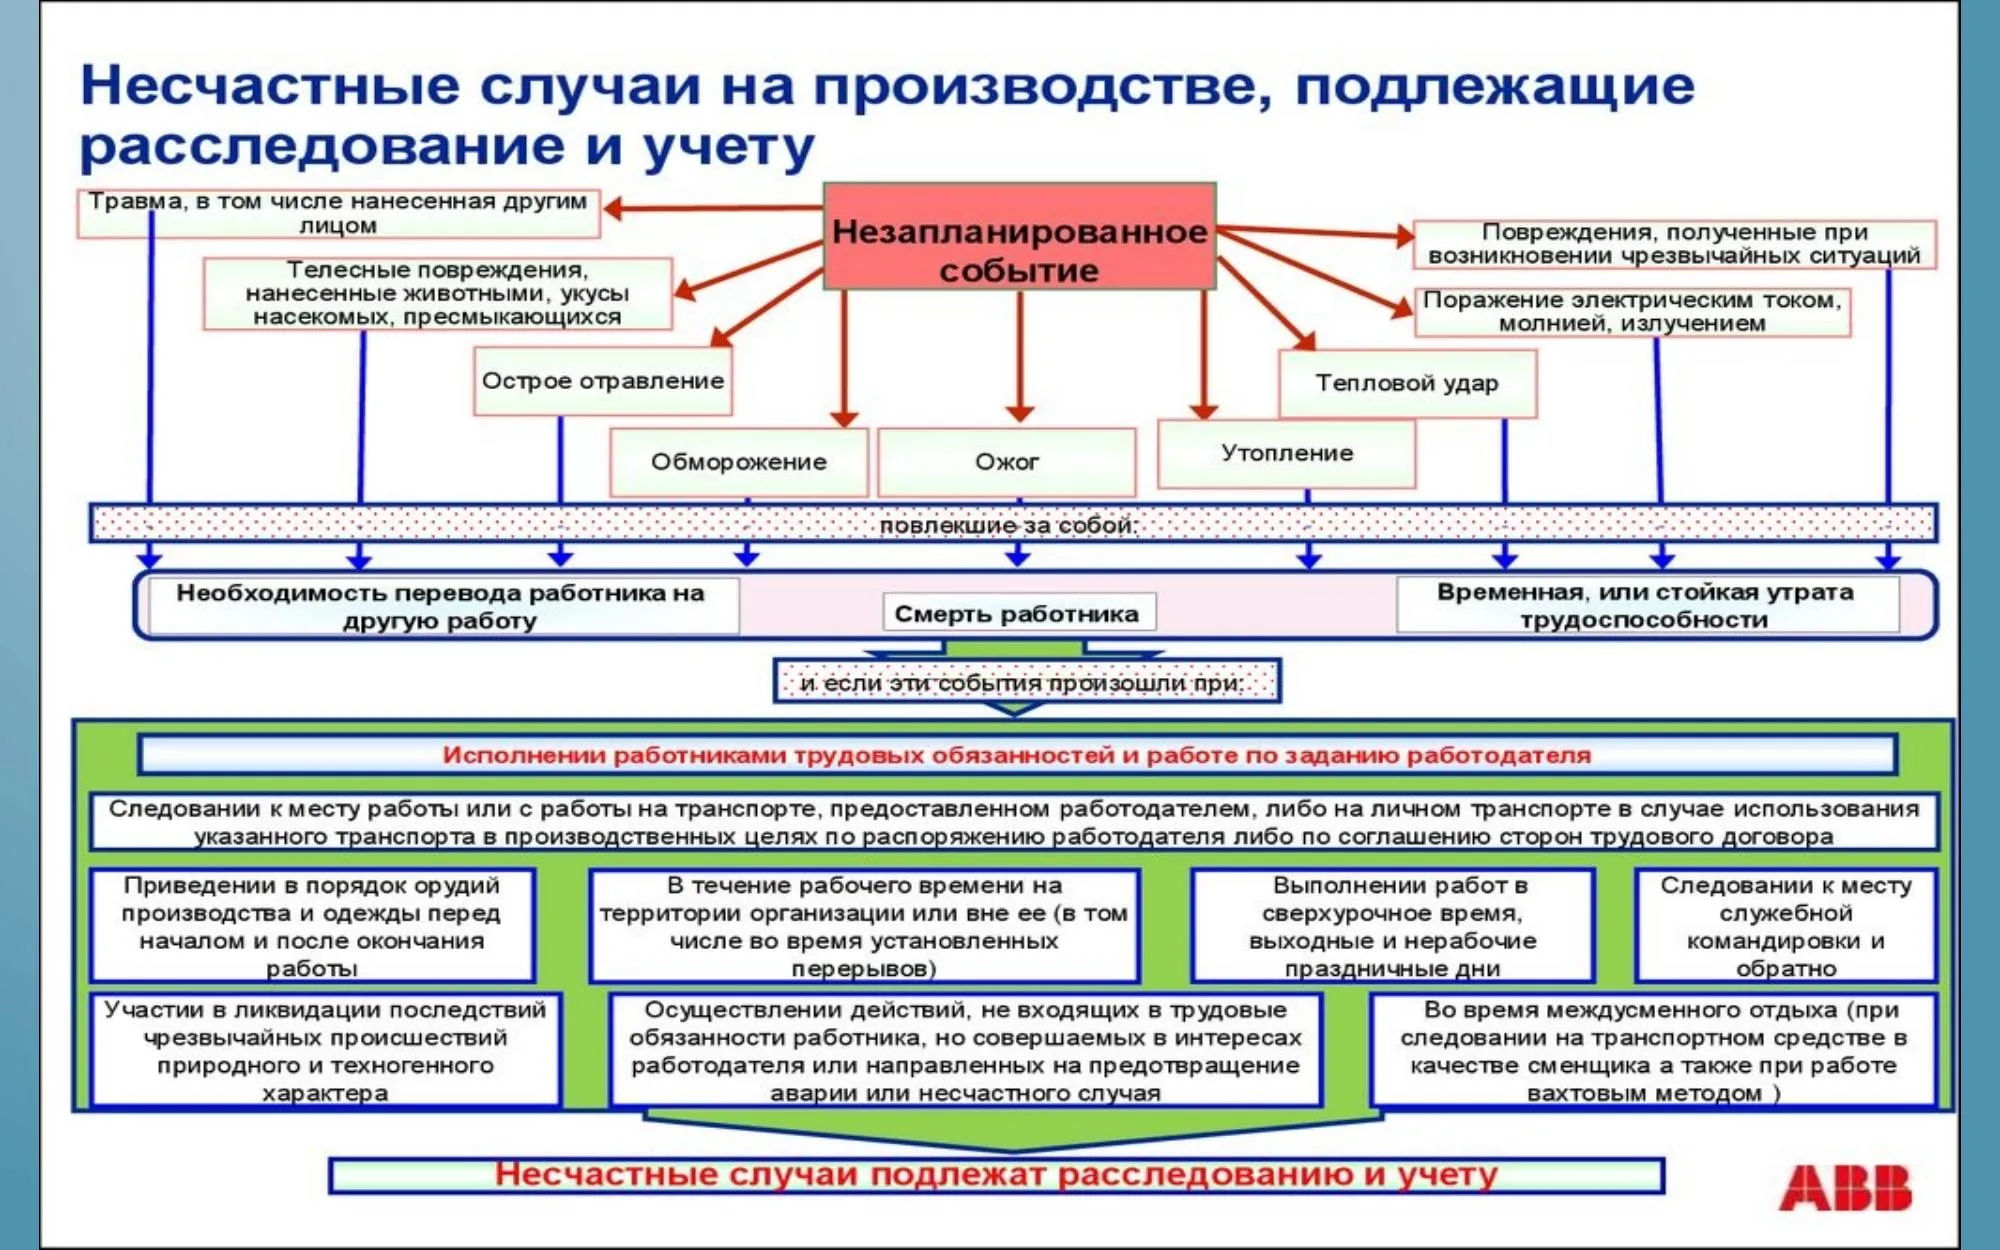 Несчастные случаи на производстве, подлежащие
расследование и учету
Незапланированное
событие
Травма, в том числе нанесенная другим
лицом
Повреждения, полученные при
возникновении чрезвычайных ситуаций
Телесные повреждения,
нанесенные животными, укусы
насекомых, пресмыкающихся
Поражение электрическим током,
молнией, излучением
Острое отравление
Тепловой удар
Обморожение
Ожог
Утопление
повлекшие за собой:
Необходимость перевода работника на
другую работу
Смерть работника
Временная, или стойкая утрата
трудоспособности
и если эти события произошли при:
Исполнении работниками трудовых обязанностей и работе по заданию работодателя
Следовании к месту работы или с работы на транспорте, предоставленном работодателем, либо на личном транспорте в случае использования
указанного транспорта в производственных целях по распоряжению работодателя либо по соглашению сторон трудового договора
Приведении в порядок орудий
производства и одежды перед
началом и после окончания
работы
В течение рабочего времени на
территории организации или вне ее (в том
числе во время установленных
перерывов)
Выполнении работ в
сверхурочное время,
выходные и нерабочие
праздничные дни
Следовании к месту
служебной
командировки и
обратно
Участии в ликвидации последствий
чрезвычайных происшествий
природного и техногенного
характера
Осуществлении действий, не входящих в трудовые
обязанности работника, но совершаемых в интересах
работодателя или направленных на предотвращение
аварии или несчастного случая
Во время междусменного отдыха (при
следовании на транспортном средстве в
качестве сменщика а также при работе
вахтовым методом )
Несчастные случаи подлежат расследованию и учету
ABB